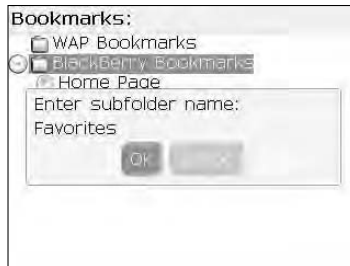 Bookmarks:
WAP Bookmarks
BlackBerry Bookmarks
Home Page
Enter subfolder name:
Favorites
OK